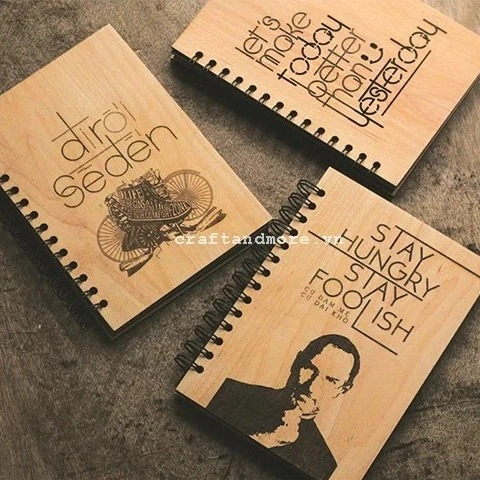 let's
make
today
better
than
yesterday
đi rồi
sẽ đến
LIFE
craftandmore.vn
STAY
HUNGRY
STAY
FOOLISH
CỨ ĐAM MÊ
CỨ DẠI KHỜ